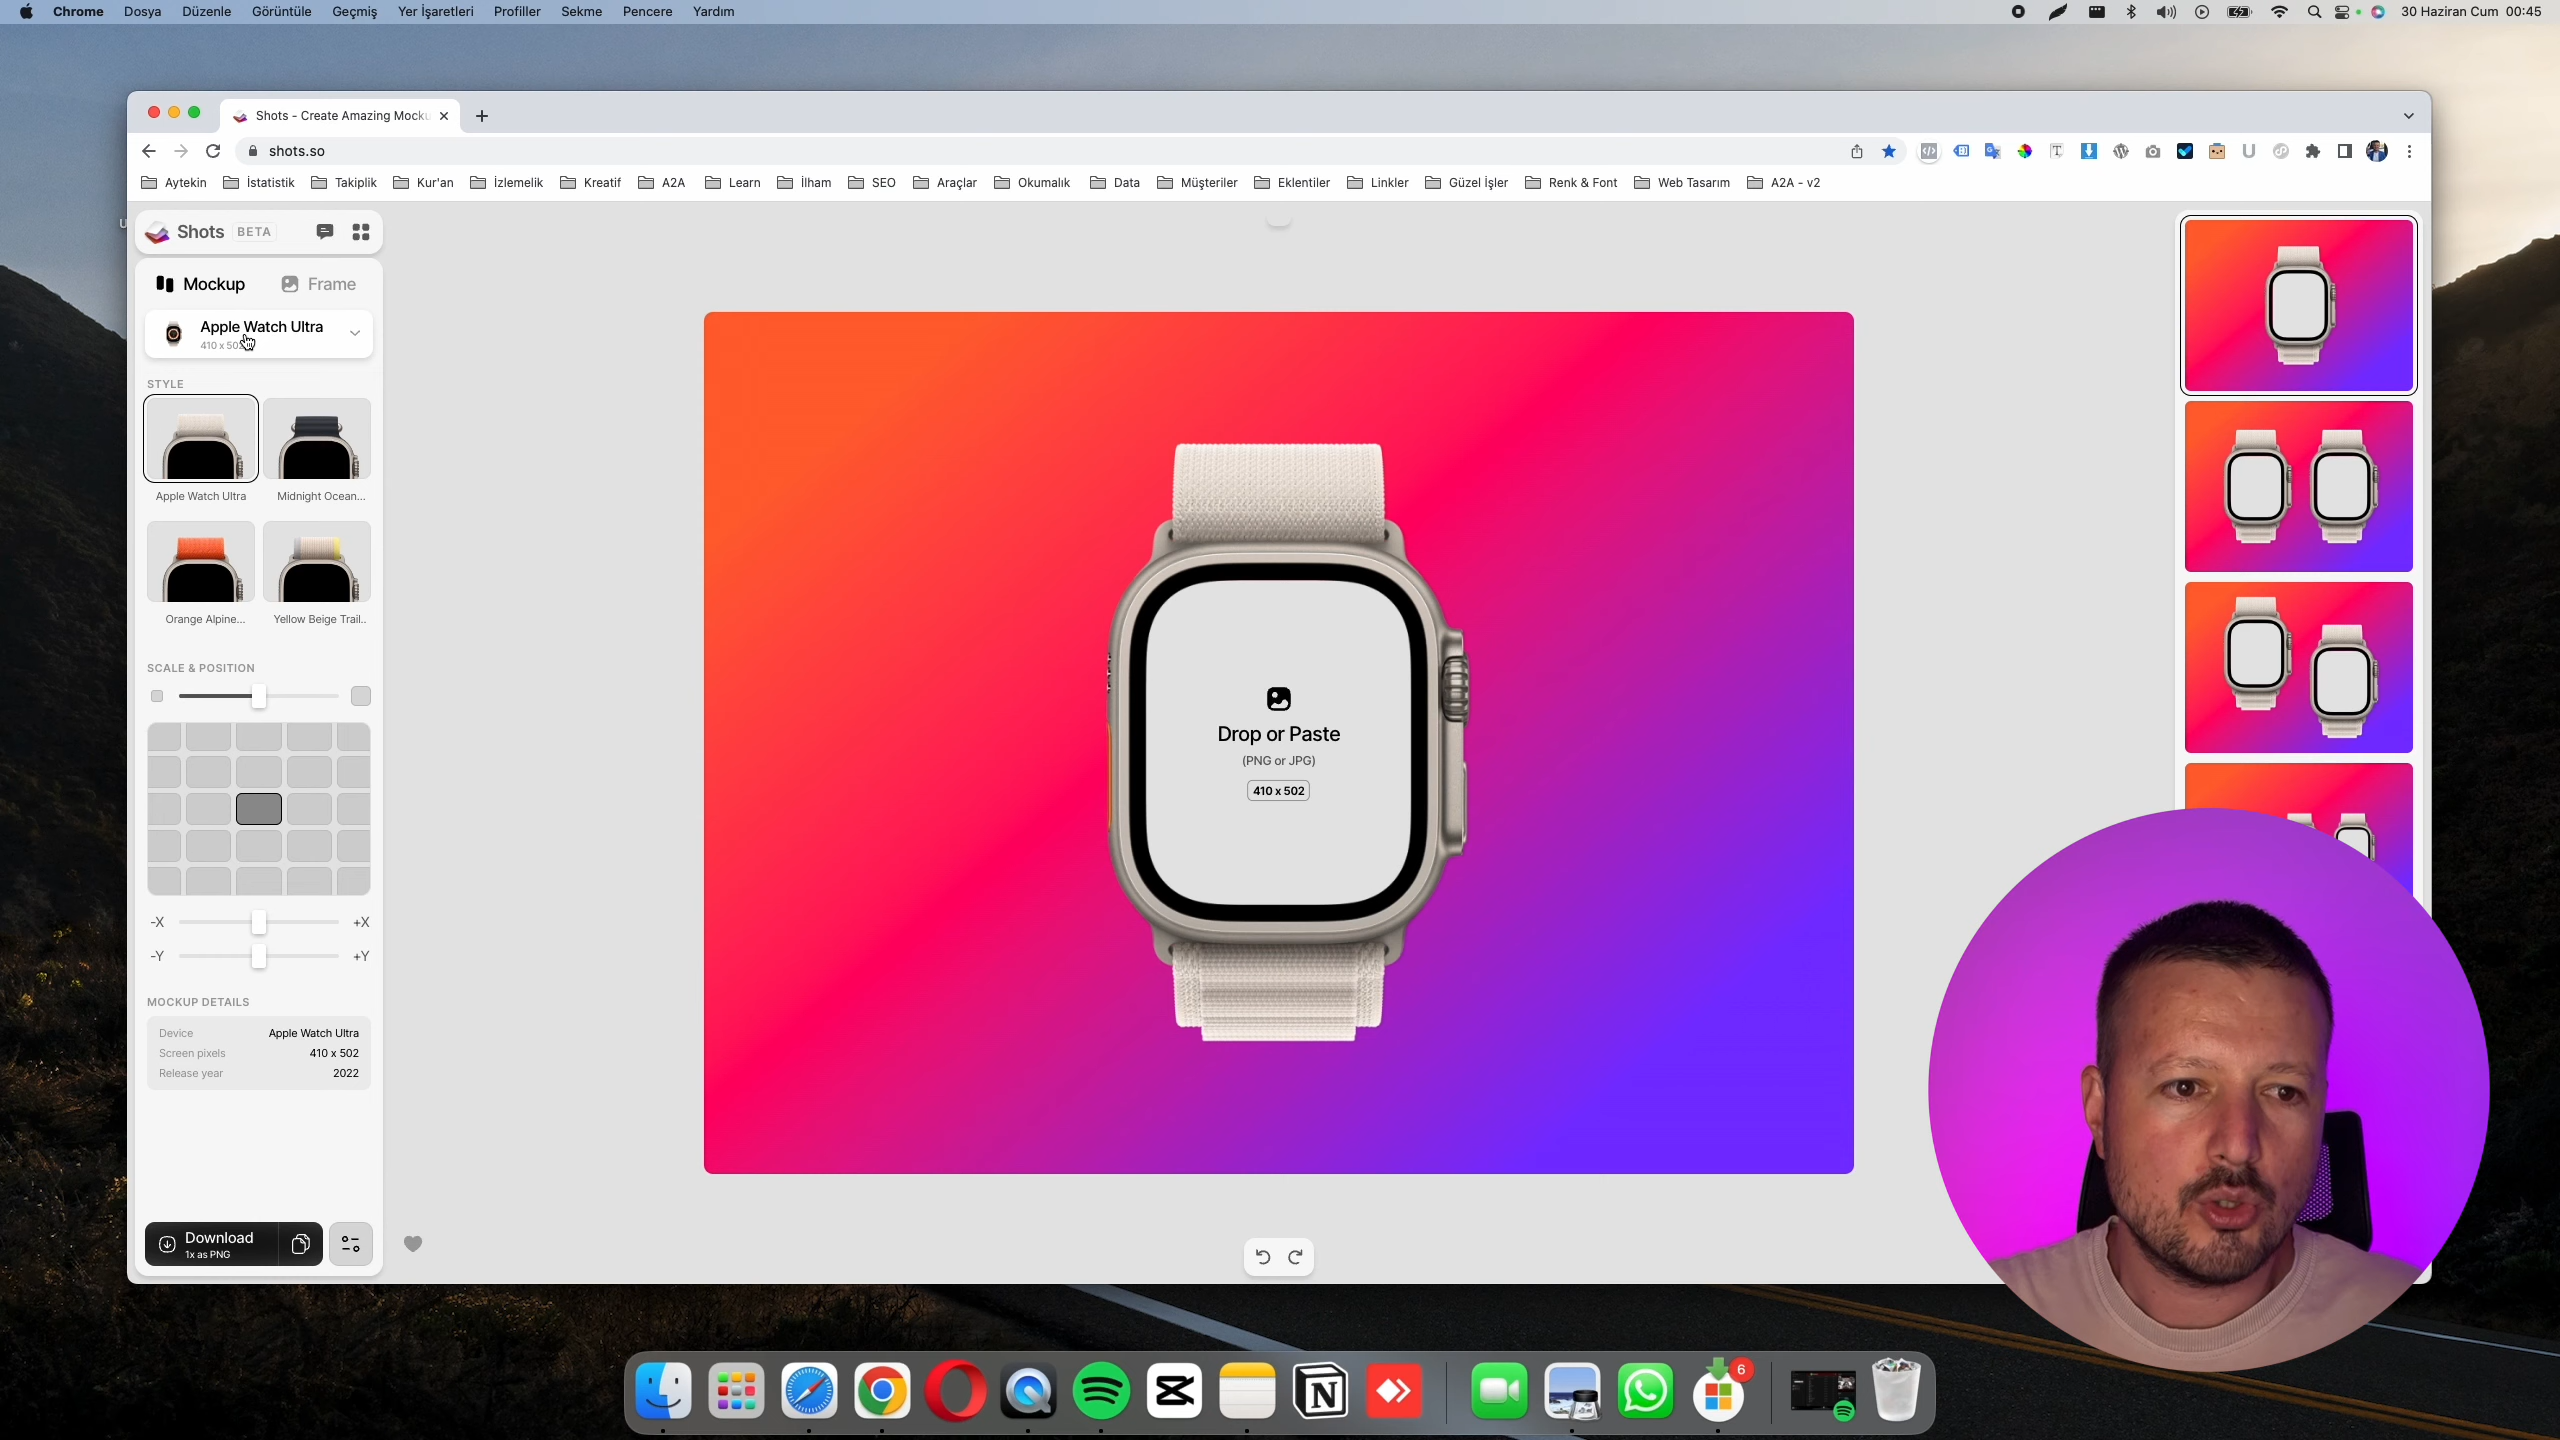 Chrome Dosya Düzenle Görüntüle Geçmiş Yer İşaretleri Profiller Sekme Pencere Yardım
30 Haziran Cum 00:45
Shots - Create Amazing Mocku
shots.so
Aytekin İstatistik Takiplik Kur'an İzlemelik Kreatif A2A Learn İlham SEO Araçlar Okumalık Data Müşteriler Eklentiler Linkler Güzel İşler Renk & Font Web Tasarım A2A - v2
Shots BETA
Mockup Frame
Apple Watch Ultra
410 x 50
STYLE
Apple Watch Ultra Midnight Ocean...
Orange Alpine... Yellow Beige Trail..
SCALE & POSITION
-X +X
-Y +Y
MOCKUP DETAILS
Device Apple Watch Ultra
Screen pixels 410 x 502
Release year 2022
Download
1x as PNG
Drop or Paste
(PNG or JPG)
410 x 502
6